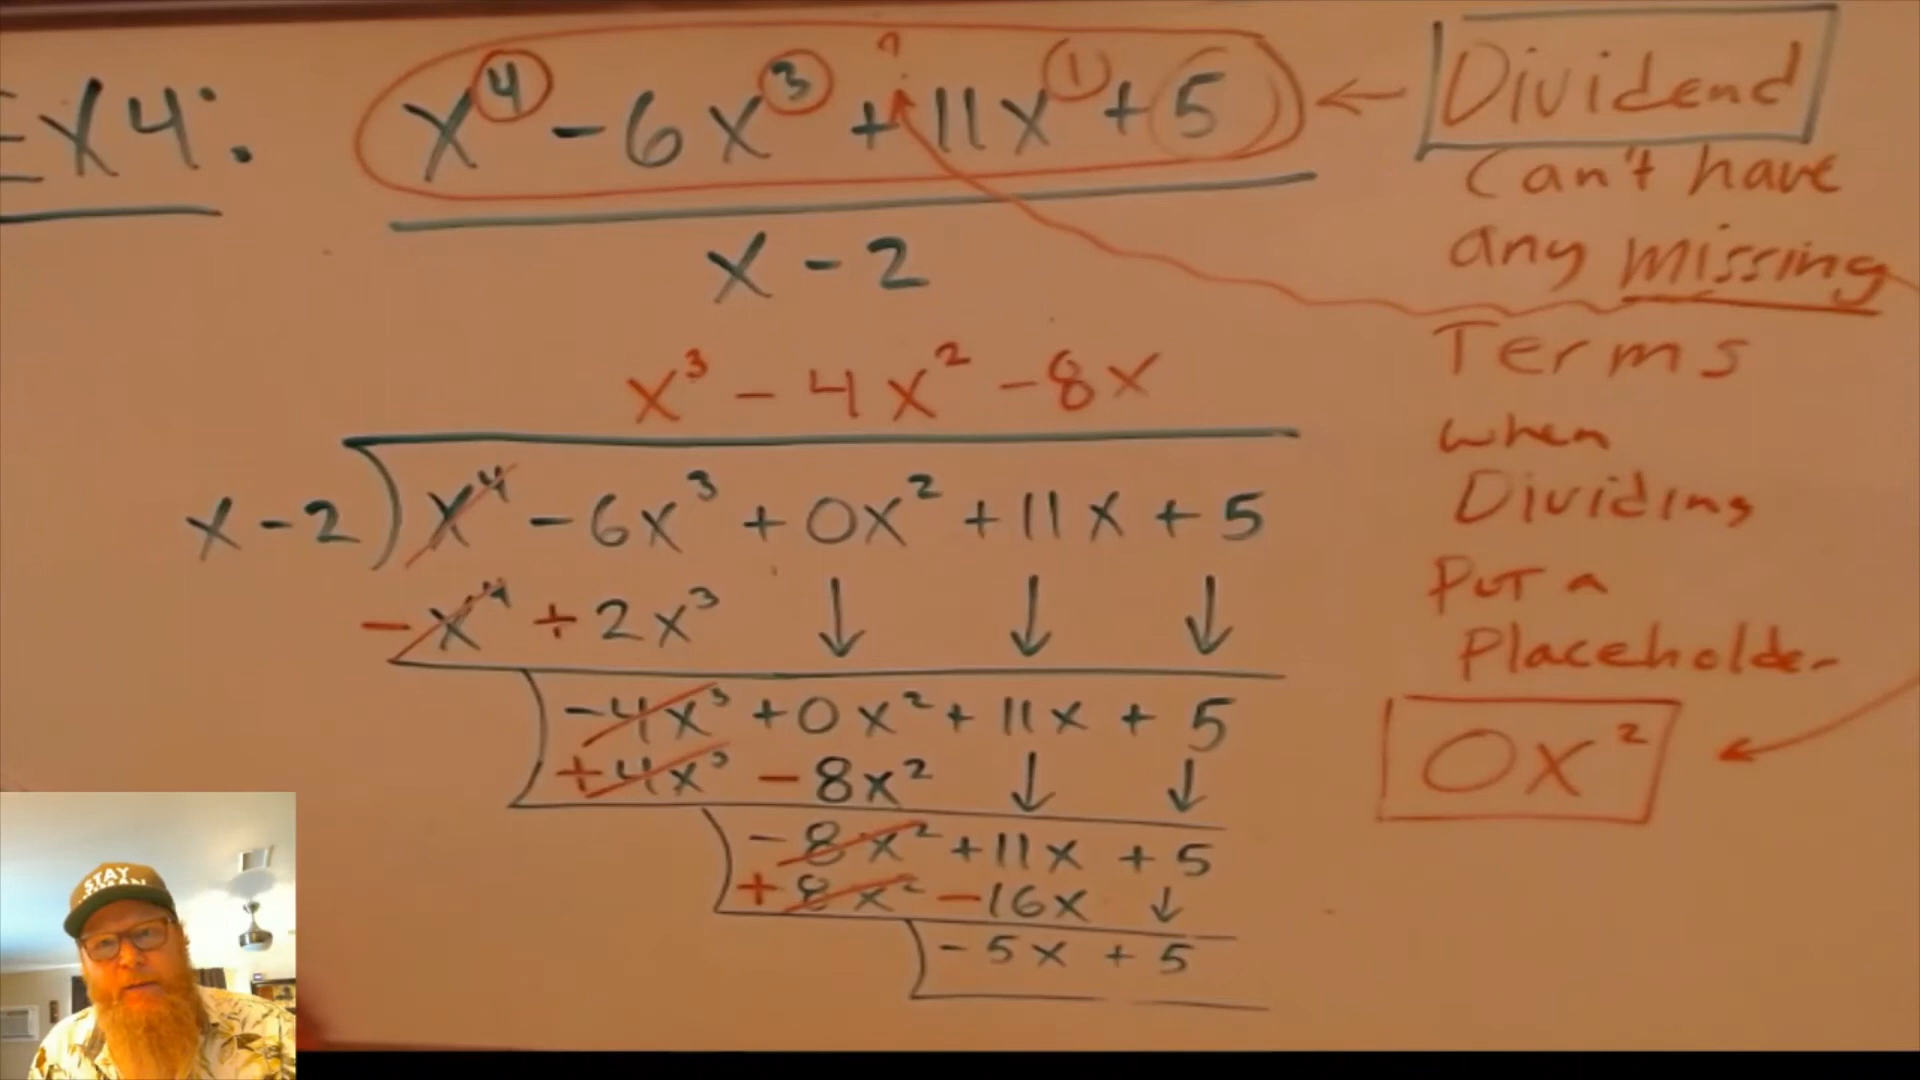 EX4:
x⁴ - 6x³ + 11x¹ + 5
?
x - 2
← Dividend
Can't have
any missing
Terms
when
Dividing
Put a
Placeholder
0x²
x³ - 4x² - 8x
x - 2) x⁴ - 6x³ + 0x² + 11x + 5
- x⁴ + 2x³ ↓ ↓ ↓
-4x³ + 0x² + 11x + 5
+4x³ - 8x² ↓ ↓
-8x² + 11x + 5
+8x² - 16x ↓
-5x + 5
STAY